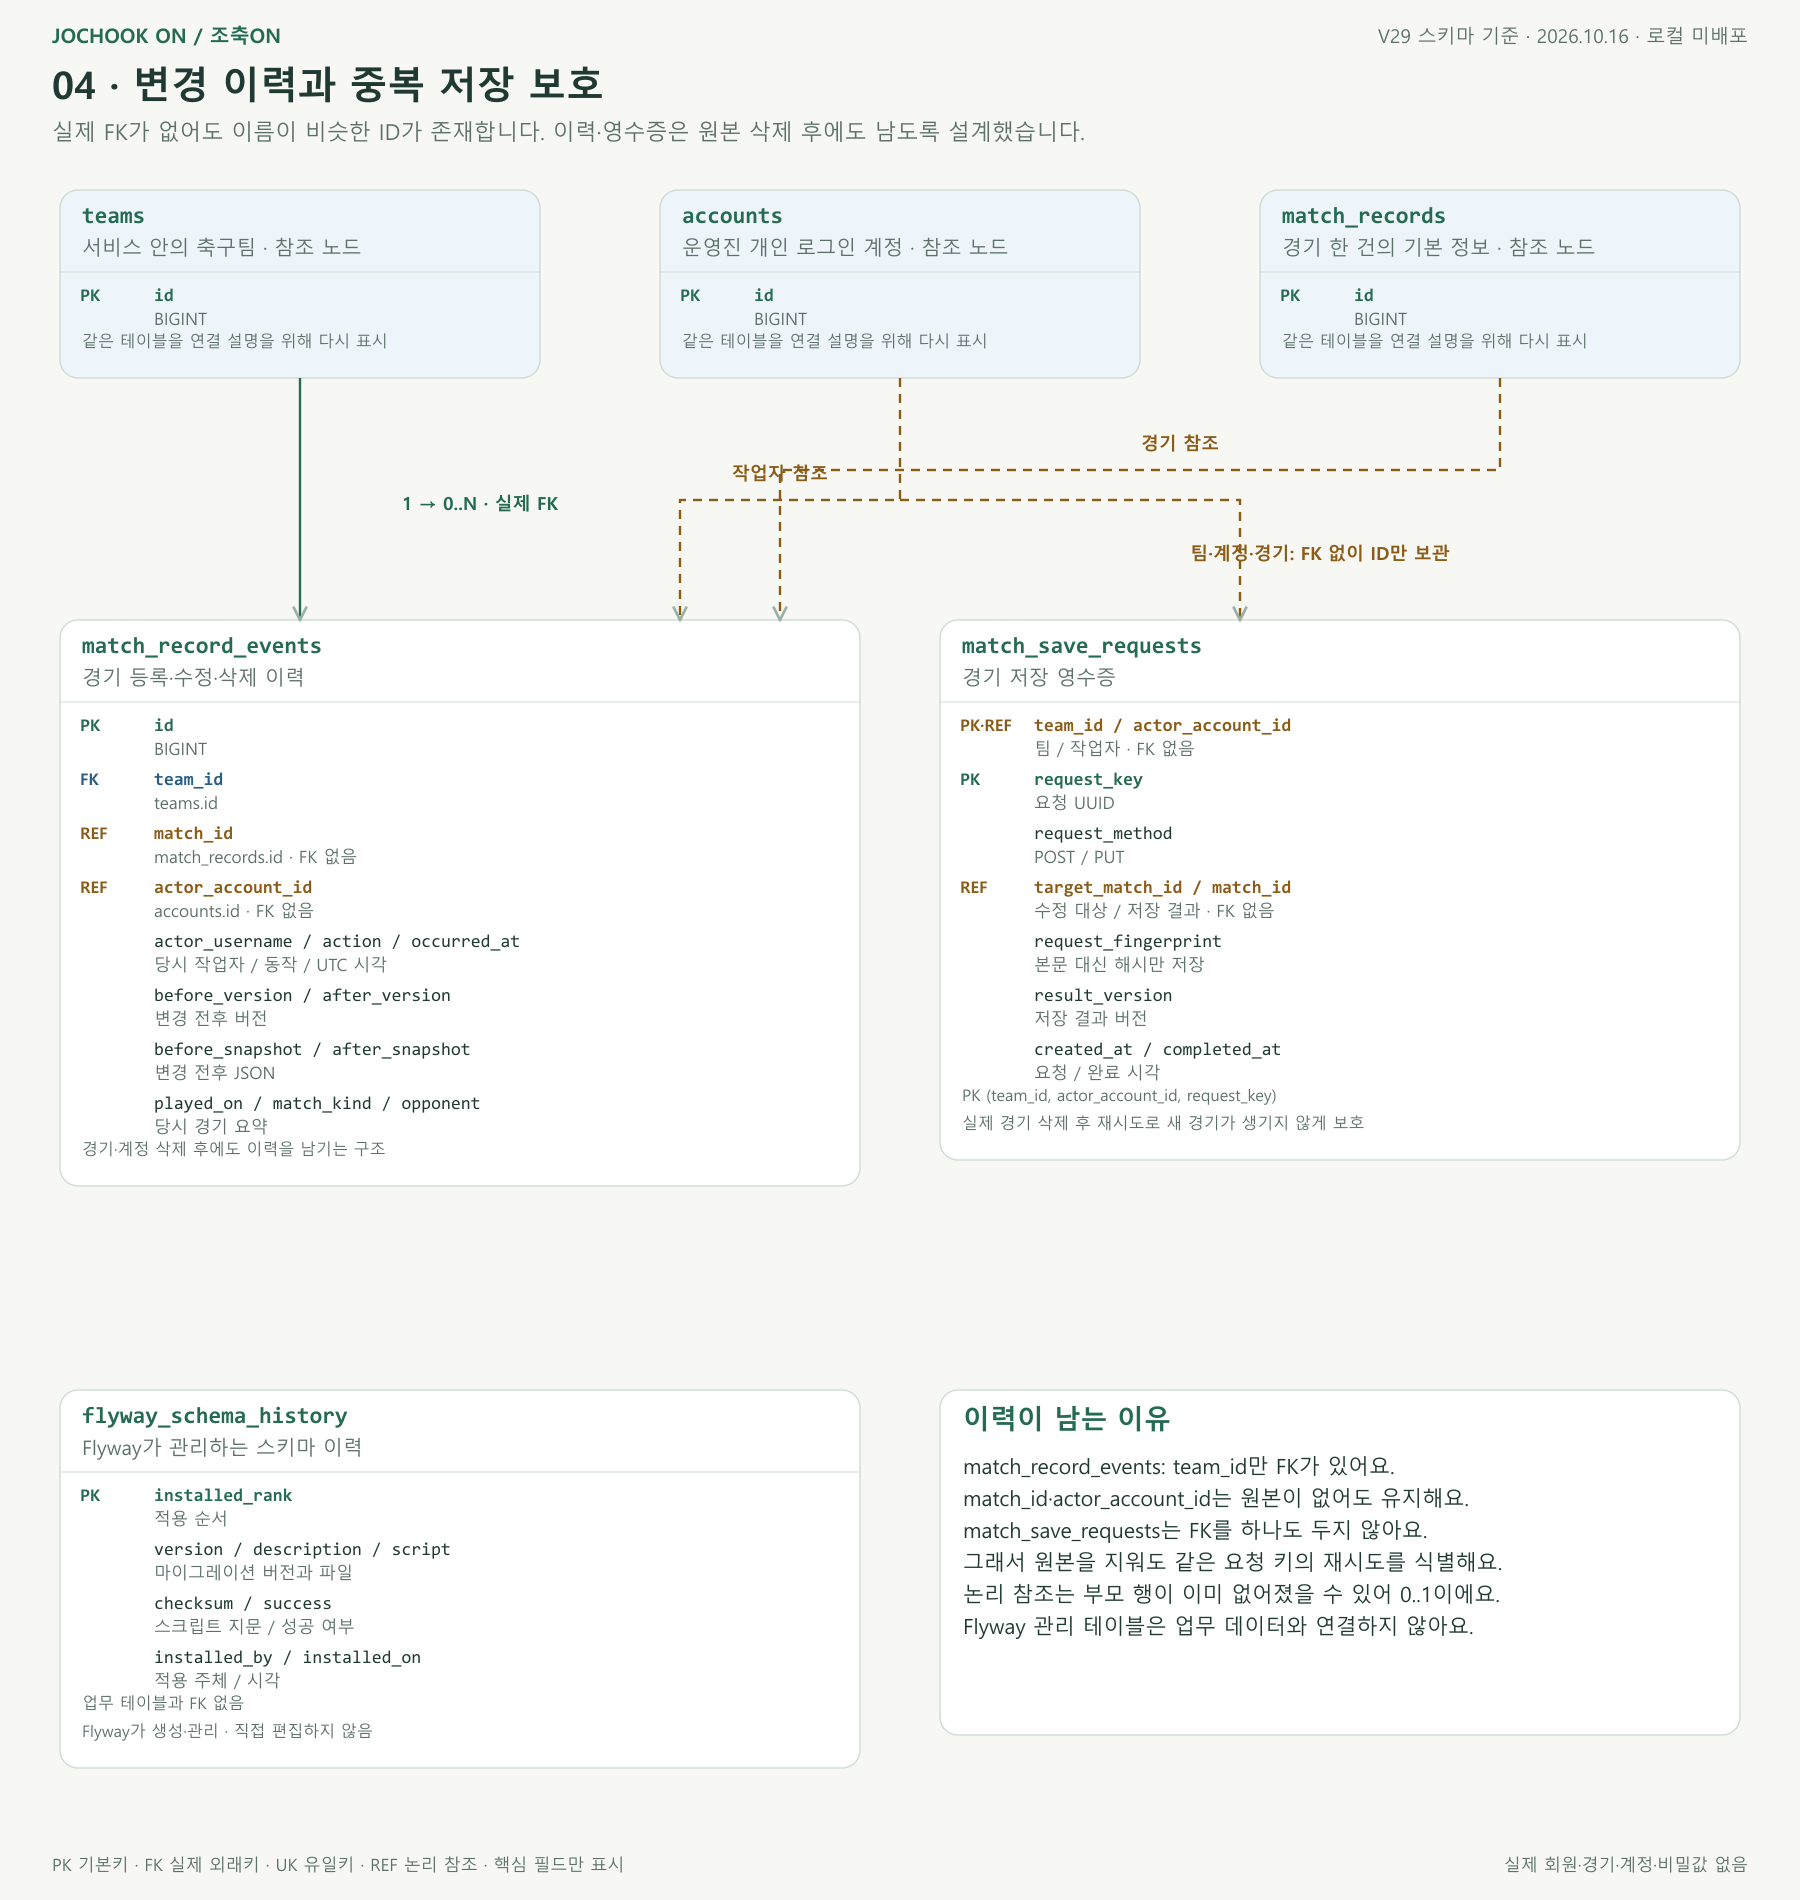 JOCHOOK ON / 조축ON
V29 스키마 기준 · 2026.10.16 · 로컬 미배포
04 · 변경 이력과 중복 저장 보호
실제 FK가 없어도 이름이 비슷한 ID가 존재합니다. 이력·영수증은 원본 삭제 후에도 남도록 설계했습니다.
teams
서비스 안의 축구팀 · 참조 노드
PK id
BIGINT
같은 테이블을 연결 설명을 위해 다시 표시
accounts
운영진 개인 로그인 계정 · 참조 노드
PK id
BIGINT
같은 테이블을 연결 설명을 위해 다시 표시
match_records
경기 한 건의 기본 정보 · 참조 노드
PK id
BIGINT
같은 테이블을 연결 설명을 위해 다시 표시
경기 참조
작업자 참조
1 → 0..N · 실제 FK
팀·계정·경기: FK 없이 ID만 보관
match_record_events
경기 등록·수정·삭제 이력
PK id
BIGINT
FK team_id
teams.id
REF match_id
match_records.id · FK 없음
REF actor_account_id
accounts.id · FK 없음
actor_username / action / occurred_at
당시 작업자 / 동작 / UTC 시각
before_version / after_version
변경 전후 버전
before_snapshot / after_snapshot
변경 전후 JSON
played_on / match_kind / opponent
당시 경기 요약
경기·계정 삭제 후에도 이력을 남기는 구조
match_save_requests
경기 저장 영수증
PK·REF team_id / actor_account_id
팀 / 작업자 · FK 없음
PK request_key
요청 UUID
request_method
POST / PUT
REF target_match_id / match_id
수정 대상 / 저장 결과 · FK 없음
request_fingerprint
본문 대신 해시만 저장
result_version
저장 결과 버전
created_at / completed_at
요청 / 완료 시각
PK (team_id, actor_account_id, request_key)
실제 경기 삭제 후 재시도로 새 경기가 생기지 않게 보호
flyway_schema_history
Flyway가 관리하는 스키마 이력
PK installed_rank
적용 순서
version / description / script
마이그레이션 버전과 파일
checksum / success
스크립트 지문 / 성공 여부
installed_by / installed_on
적용 주체 / 시각
업무 테이블과 FK 없음
Flyway가 생성·관리 · 직접 편집하지 않음
이력이 남는 이유
match_record_events: team_id만 FK가 있어요.
match_id·actor_account_id는 원본이 없어도 유지해요.
match_save_requests는 FK를 하나도 두지 않아요.
그래서 원본을 지워도 같은 요청 키의 재시도를 식별해요.
논리 참조는 부모 행이 이미 없어졌을 수 있어 0..1이에요.
Flyway 관리 테이블은 업무 데이터와 연결하지 않아요.
PK 기본키 · FK 실제 외래키 · UK 유일키 · REF 논리 참조 · 핵심 필드만 표시
실제 회원·경기·계정·비밀값 없음